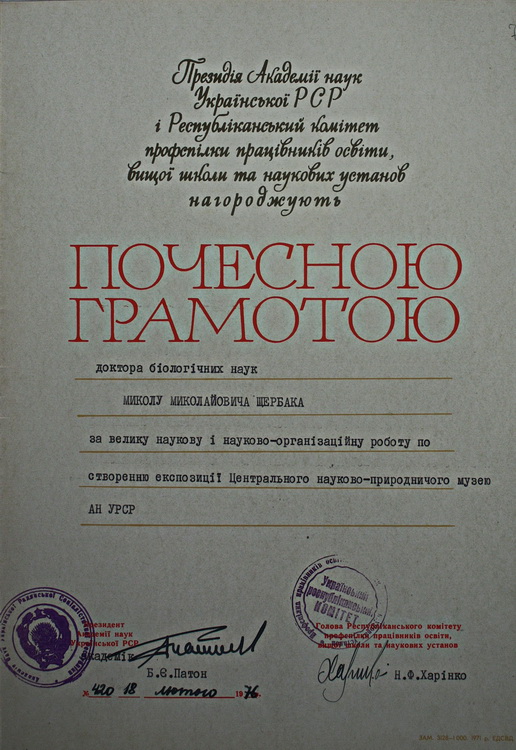 Президія Академії наук
Української РСР
і Республіканський комітет
профспілки працівників освіти,
вищої школи та наукових установ
нагороджують
ПОЧЕСНОЮ
ГРАМОТОЮ
доктора біологічних наук
МИКОЛУ МИКОЛАЙОВИЧА ЩЕРБАКА
за велику наукову і науково-організаційну роботу по
створенню експозиції Центрального науково-природничого музею
АН УРСР
Президент
Академії наук
Української РСР
академік
Б.Є.Патон
№ 420 18 лютого 1976
Український
республіканський
КОМІТЕТ
Голова Республіканського комітету
профспілки працівників освіти,
вищої школи та наукових установ
Н.Ф.Харінко